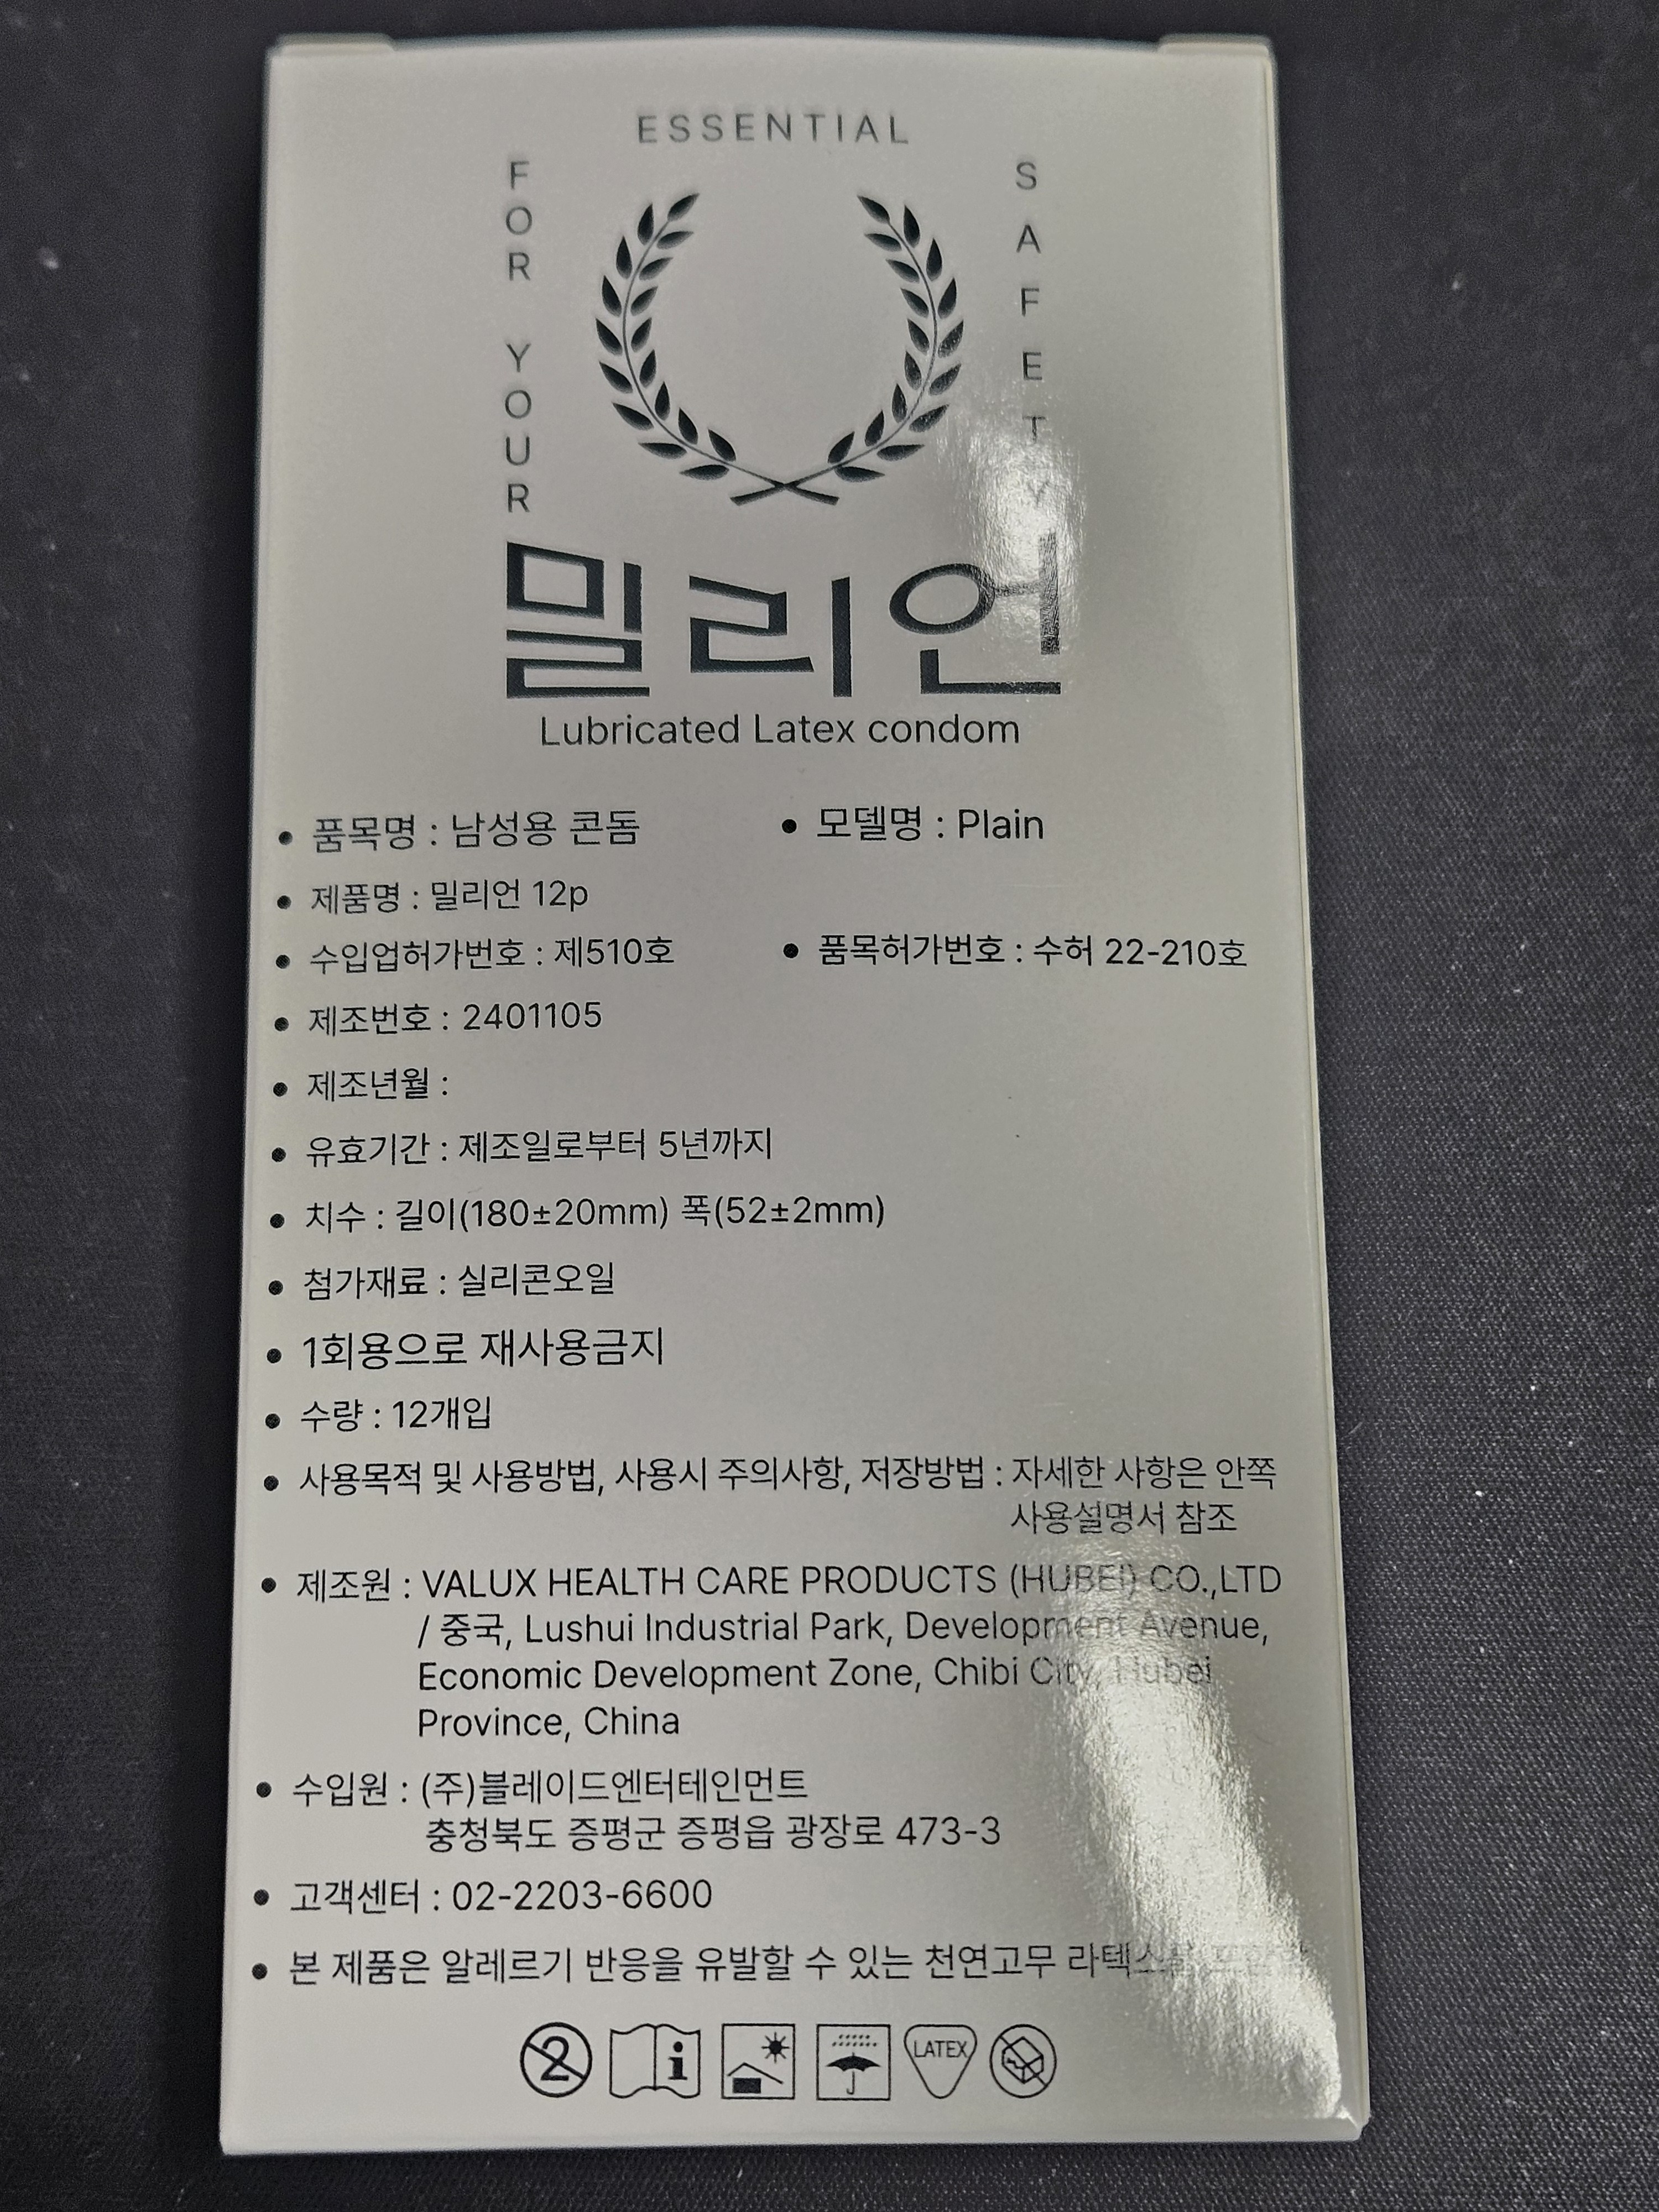 ESSENTIAL
FOR YOUR
SAFETY
밀리언
Lubricated Latex condom
• 품목명 : 남성용 콘돔
• 모델명 : Plain
• 제품명 : 밀리언 12p
• 수입업허가번호 : 제510호
• 품목허가번호 : 수허 22-210호
• 제조번호 : 2401105
• 제조년월 :
• 유효기간 : 제조일로부터 5년까지
• 치수 : 길이(180±20mm) 폭(52±2mm)
• 첨가재료 : 실리콘오일
• 1회용으로 재사용금지
• 수량 : 12개입
• 사용목적 및 사용방법, 사용시 주의사항, 저장방법 : 자세한 사항은 안쪽
사용설명서 참조
• 제조원 : VALUX HEALTH CARE PRODUCTS (HUBEI) CO.,LTD
/ 중국, Lushui Industrial Park, Development Avenue,
Economic Development Zone, Chibi City, Hubei
Province, China
• 수입원 : (주)블레이드엔터테인먼트
충청북도 증평군 증평읍 광장로 473-3
• 고객센터 : 02-2203-6600
• 본 제품은 알레르기 반응을 유발할 수 있는 천연고무 라텍스를
2
i
LATEX